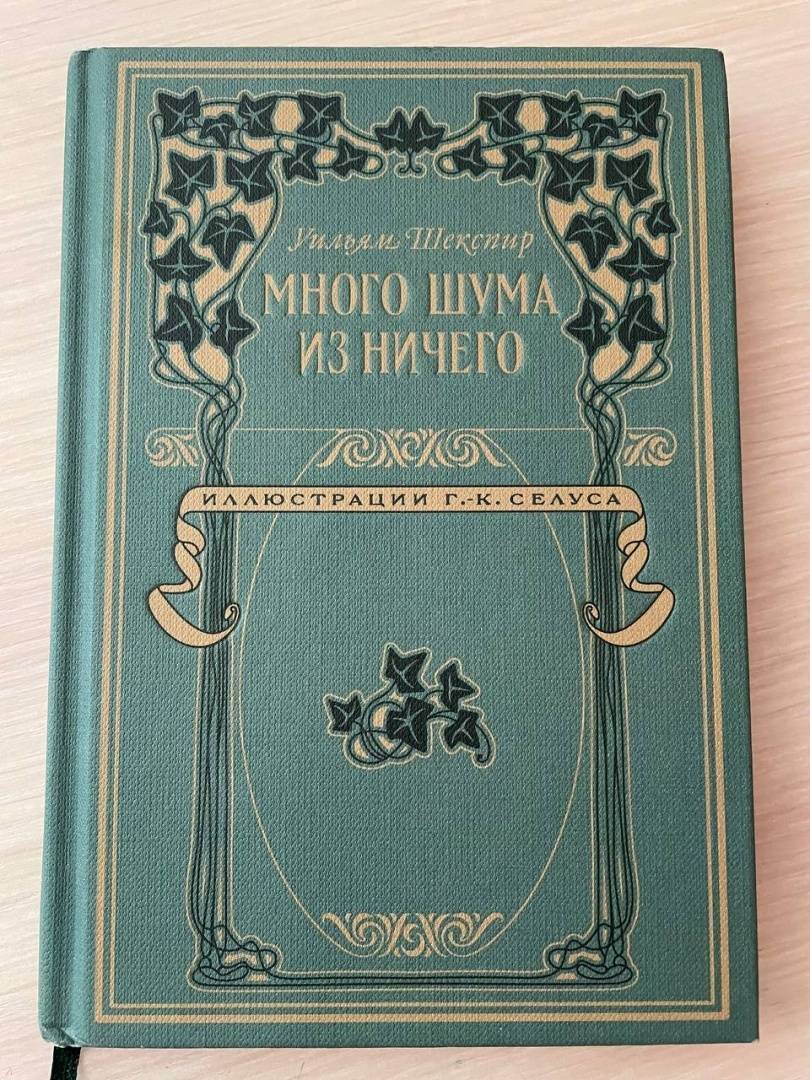 Уильям Шекспир
МНОГО ШУМА
ИЗ НИЧЕГО
ИЛЛЮСТРАЦИИ Г.-К. СЕЛУСА